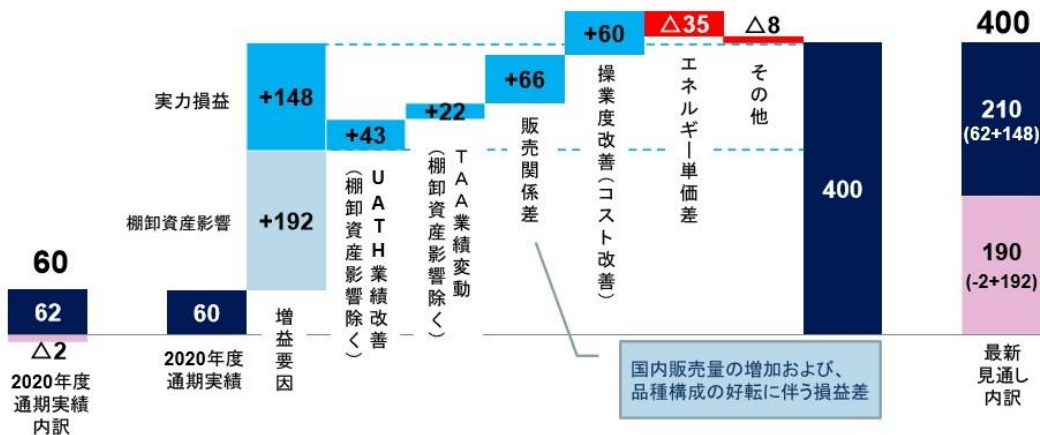 60
62
△2
2020年度
通期実績
内訳
実力損益
棚卸資産影響
60
2020年度
通期実績
+148
+192
増益要因
+43
UATH業績改善
(棚卸資産影響除く)
+22
TAA業績変動
(棚卸資産影響除く)
+66
販売関係差
+60
操業度改善(コスト改善)
△35
エネルギー単価差
△8
その他
国内販売量の増加および、
品種構成の好転に伴う損益差
400
400
210
(62+148)
190
(-2+192)
最新
見通し
内訳